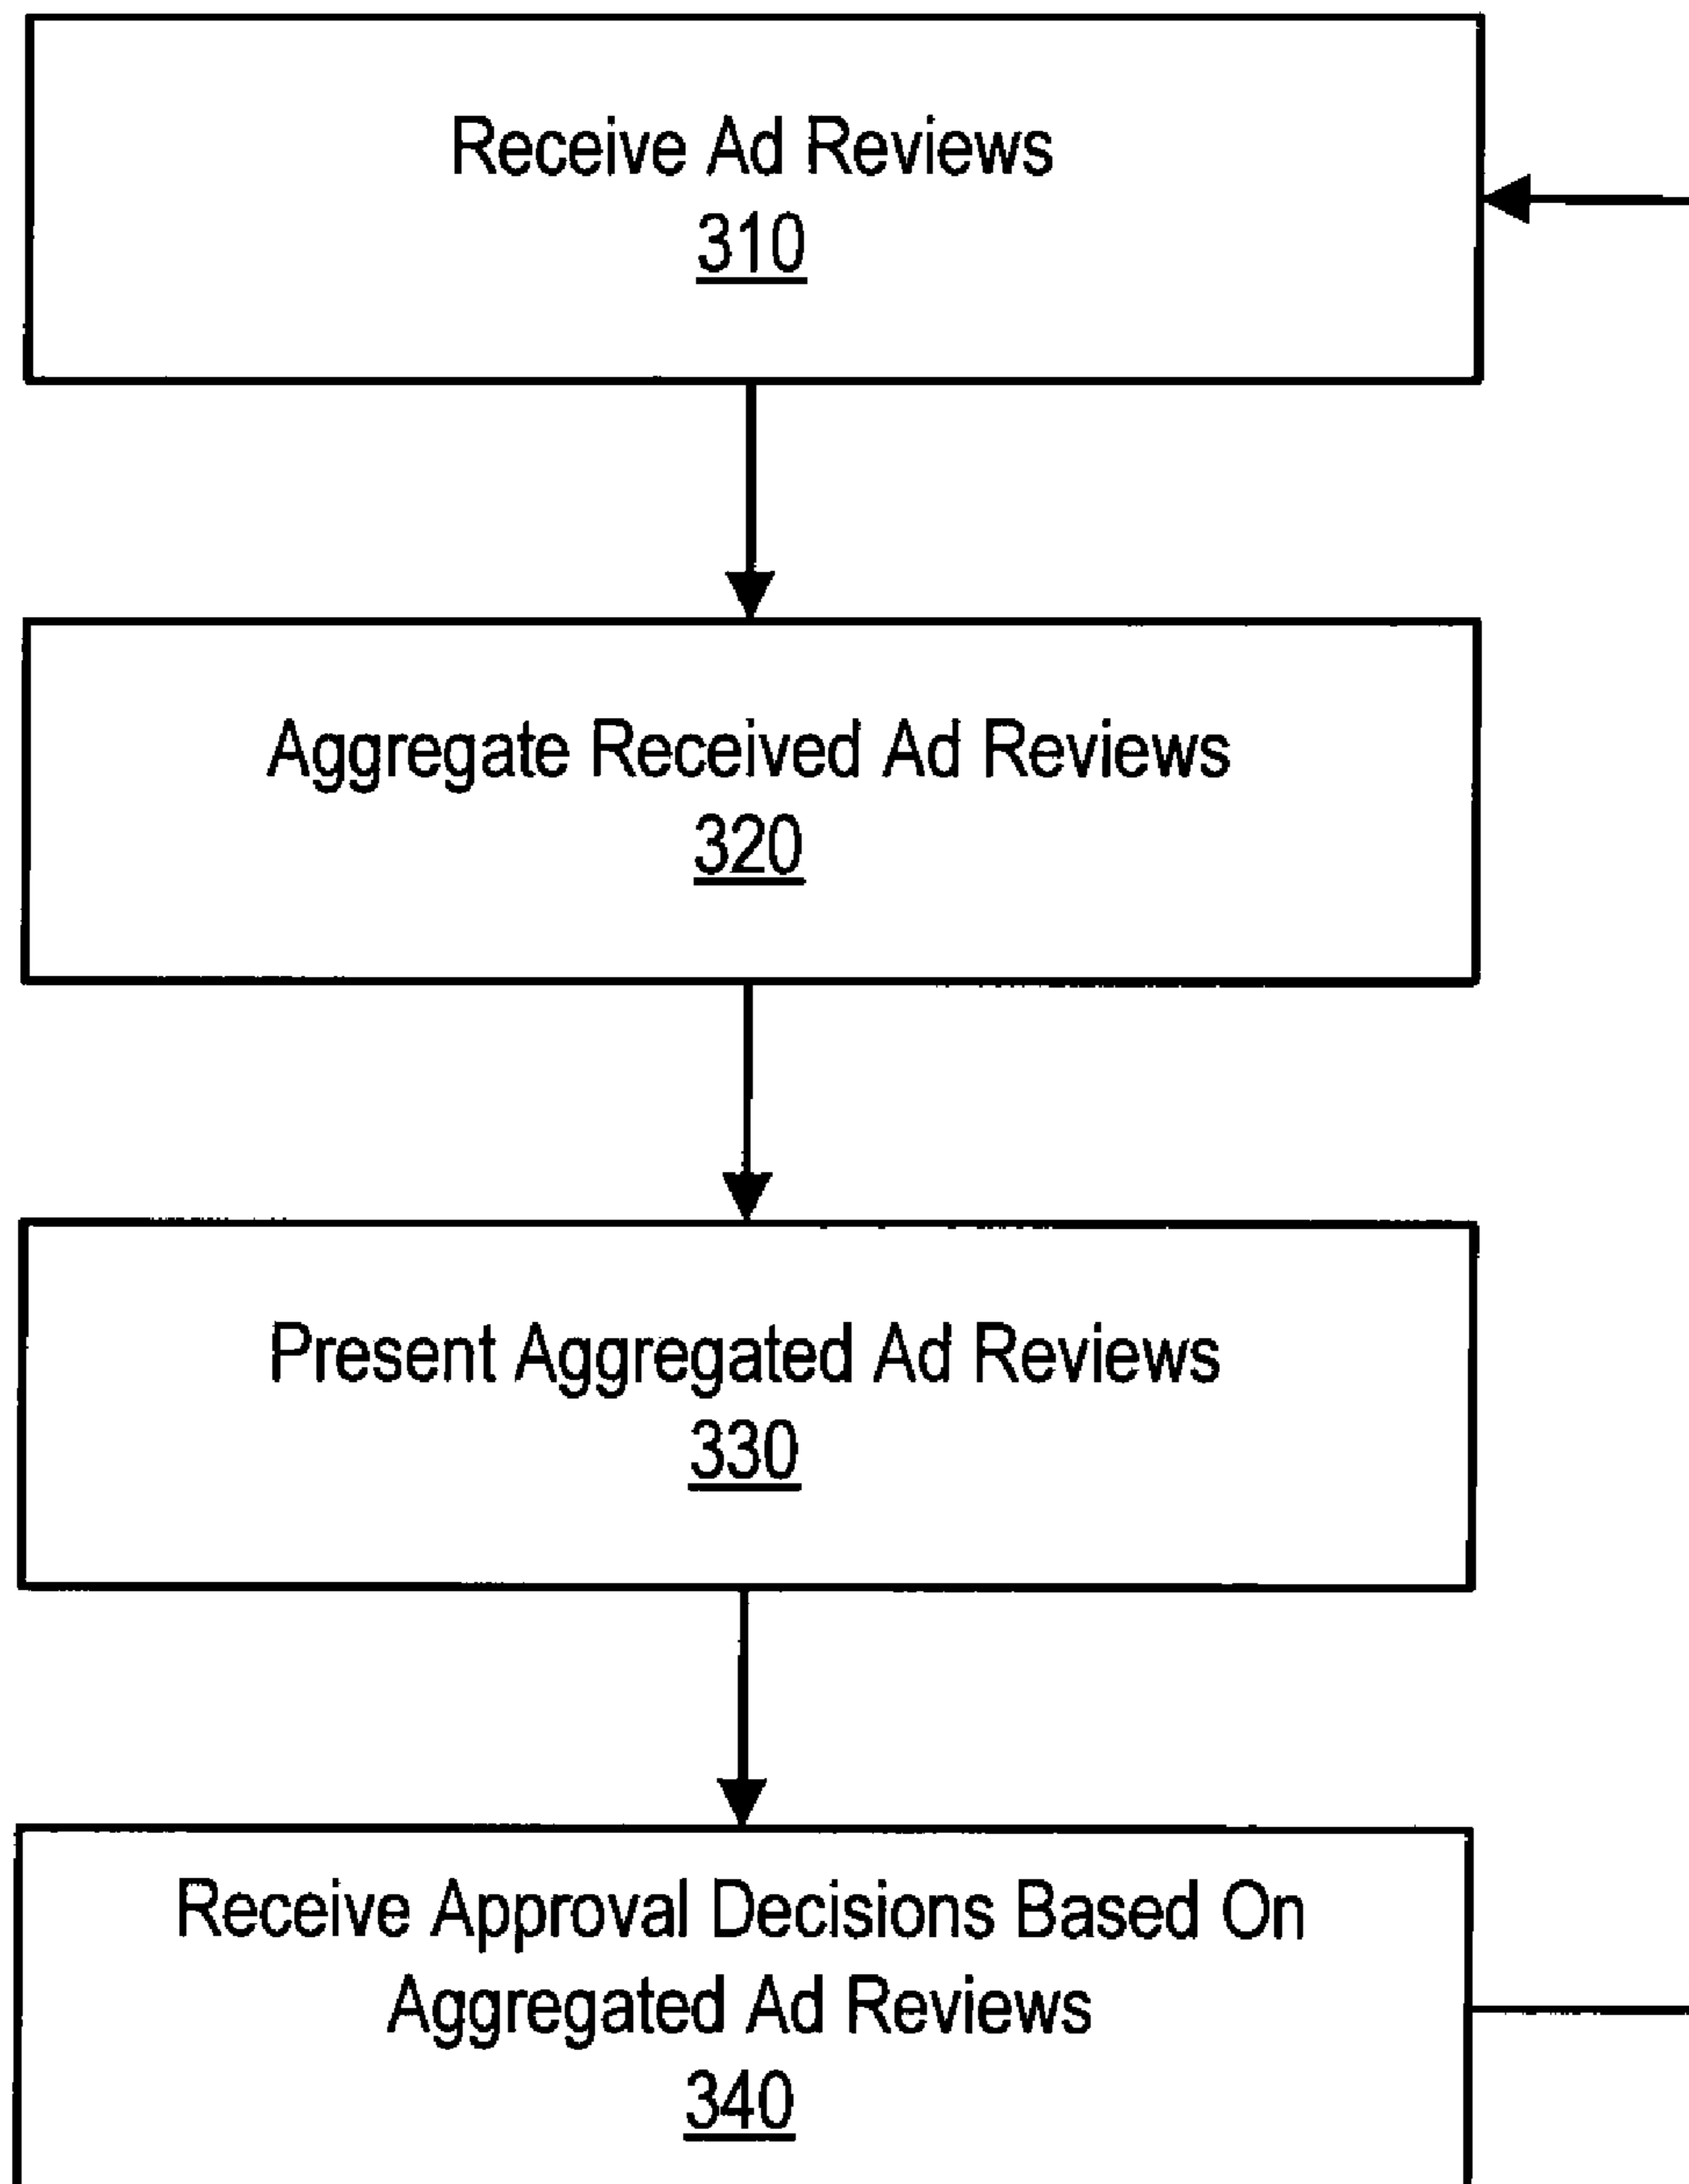 Receive Ad Reviews
310
Aggregate Received Ad Reviews
320
Present Aggregated Ad Reviews
330
Receive Approval Decisions Based On
Aggregated Ad Reviews
340